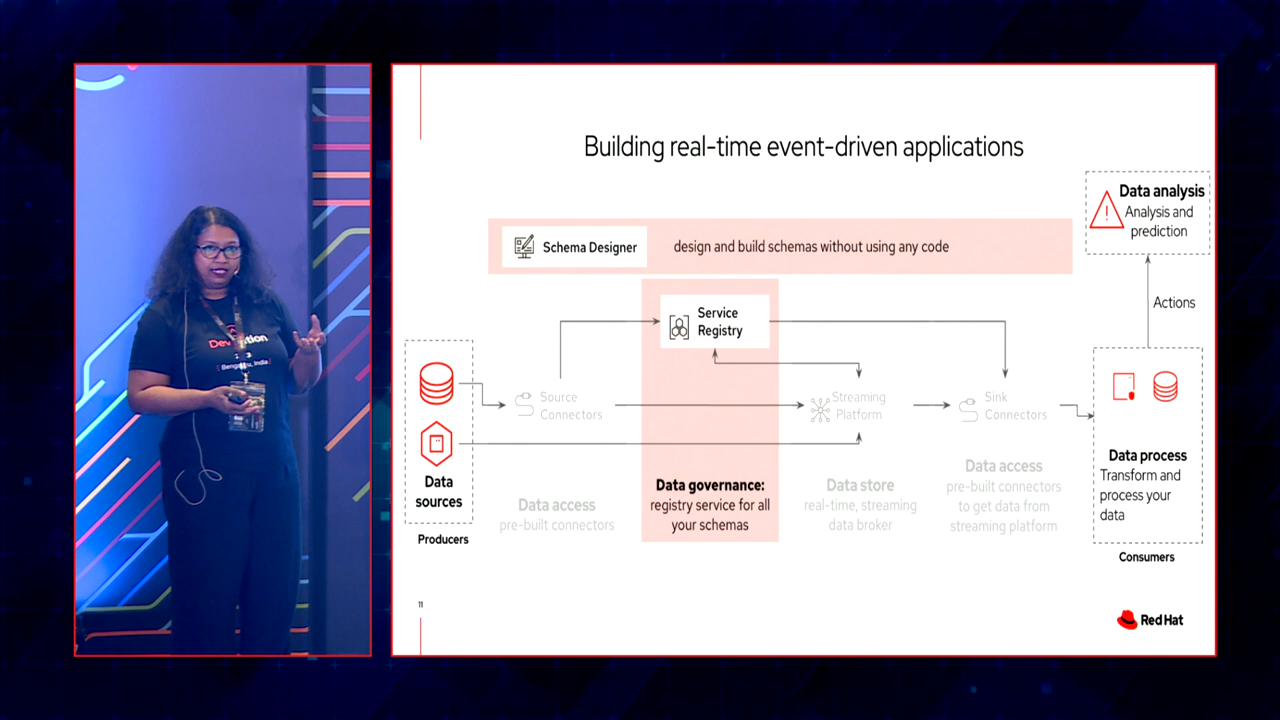 Building real-time event-driven applications
Data analysis
Analysis and
prediction
Schema Designer
design and build schemas without using any code
Actions
Service
Registry
Source
Connectors
Streaming
Platform
Sink
Connectors
Data
sources
Producers
Data access
pre-built connectors
Data governance:
registry service for all
your schemas
Data store
real-time, streaming
data broker
Data access
pre-built connectors
to get data from
streaming platform
Data process
Transform and
process your
data
Consumers
11
Red Hat
Bengaluru, India